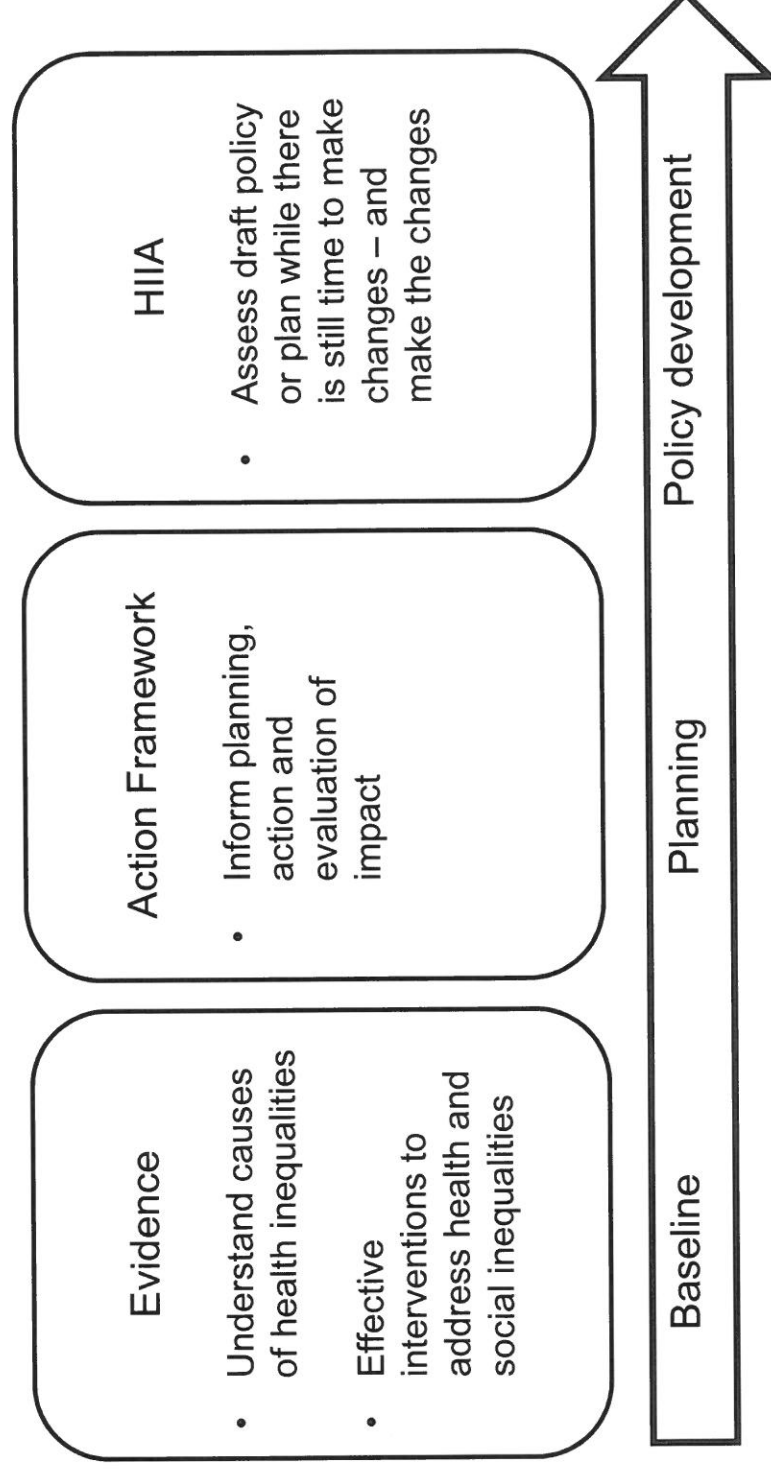 Evidence
• Understand causes
of health inequalities
• Effective
interventions to
address health and
social inequalities
Action Framework
• Inform planning,
action and
evaluation of
impact
HIIA
• Assess draft policy
or plan while there
is still time to make
changes – and
make the changes
Baseline
Planning
Policy development